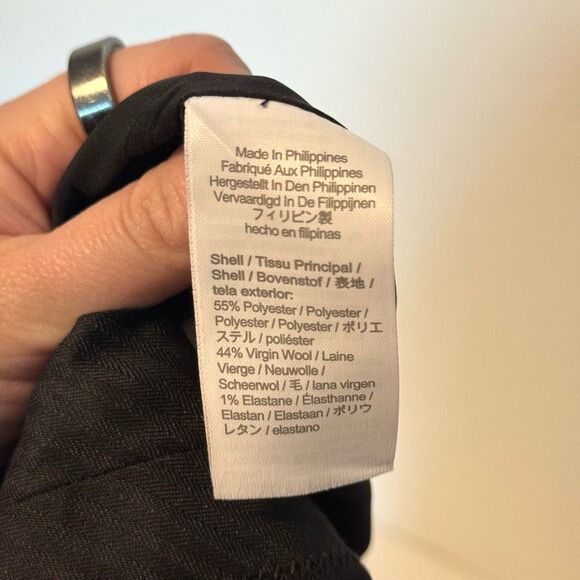 Made In Philippines
Fabriqué Aux Philippines
Hergestellt In Den Philippinen
Vervaardigd In De Filippijnen
フィリピン製
hecho en filipinas
Shell / Tissu Principal /
Shell / Bovenstof / 表地 /
tela exterior:
55% Polyester / Polyester /
Polyester / Polyester / ポリエ
ステル / poliéster
44% Virgin Wool / Laine
Vierge / Neuwolle /
Scheerwol / 毛 / lana virgen
1% Elastane / Élasthanne /
Elastan / Elastaan / ポリウ
レタン / elastano